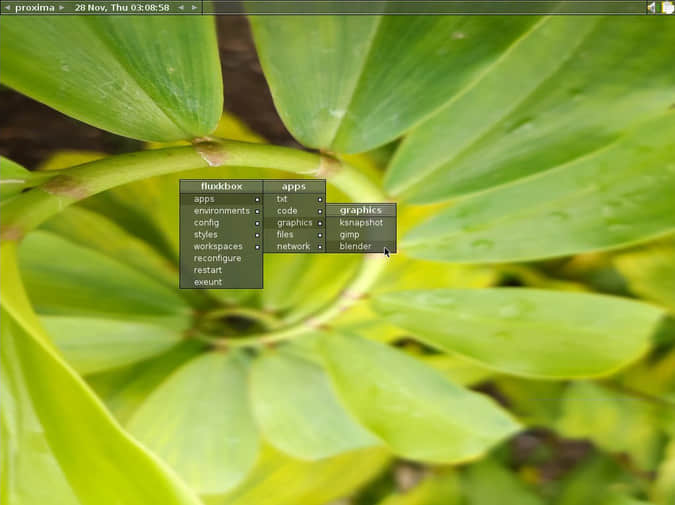 proxima
28 Nov, Thu 03:08:58
fluxbox
apps
environments
config
styles
workspaces
reconfigure
restart
exeunt
apps
txt
code
graphics
files
network
graphics
ksnapshot
gimp
blender